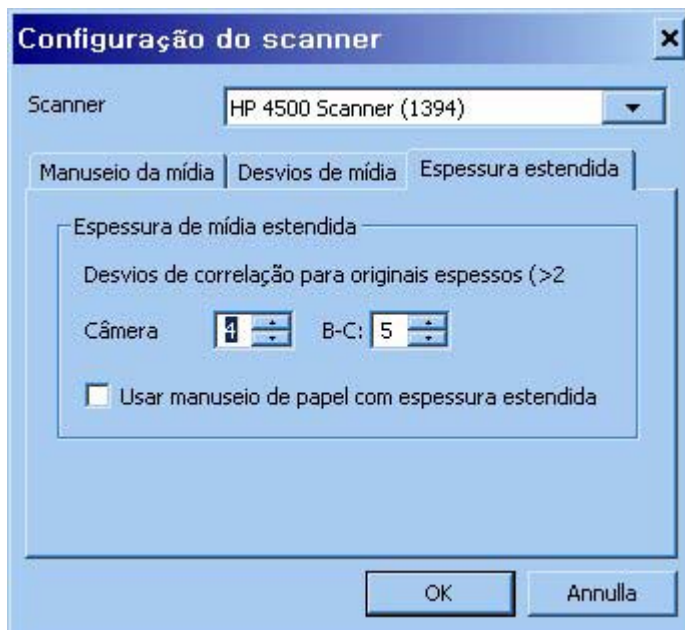 Configuração do scanner
Scanner HP 4500 Scanner (1394)
Manuseio da mídia Desvios de mídia Espessura estendida
Espessura de mídia estendida
Desvios de correlação para originais espessos (>2
Câmera 4 B-C: 5
Usar manuseio de papel com espessura estendida
OK Annulla